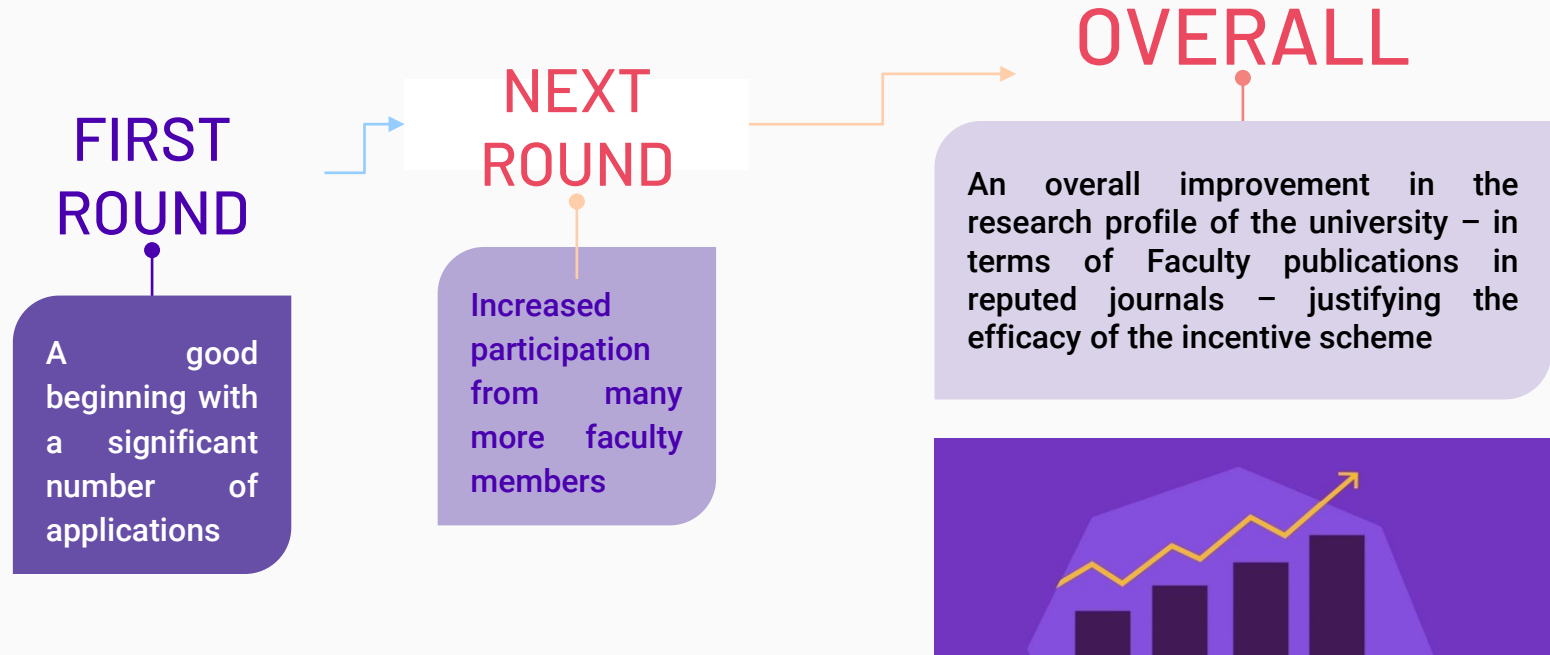 FIRST
ROUND
A good
beginning with
a significant
number of
applications
NEXT
ROUND
Increased
participation
from many
more faculty
members
OVERALL
An overall improvement in the
research profile of the university – in
terms of Faculty publications in
reputed journals – justifying the
efficacy of the incentive scheme